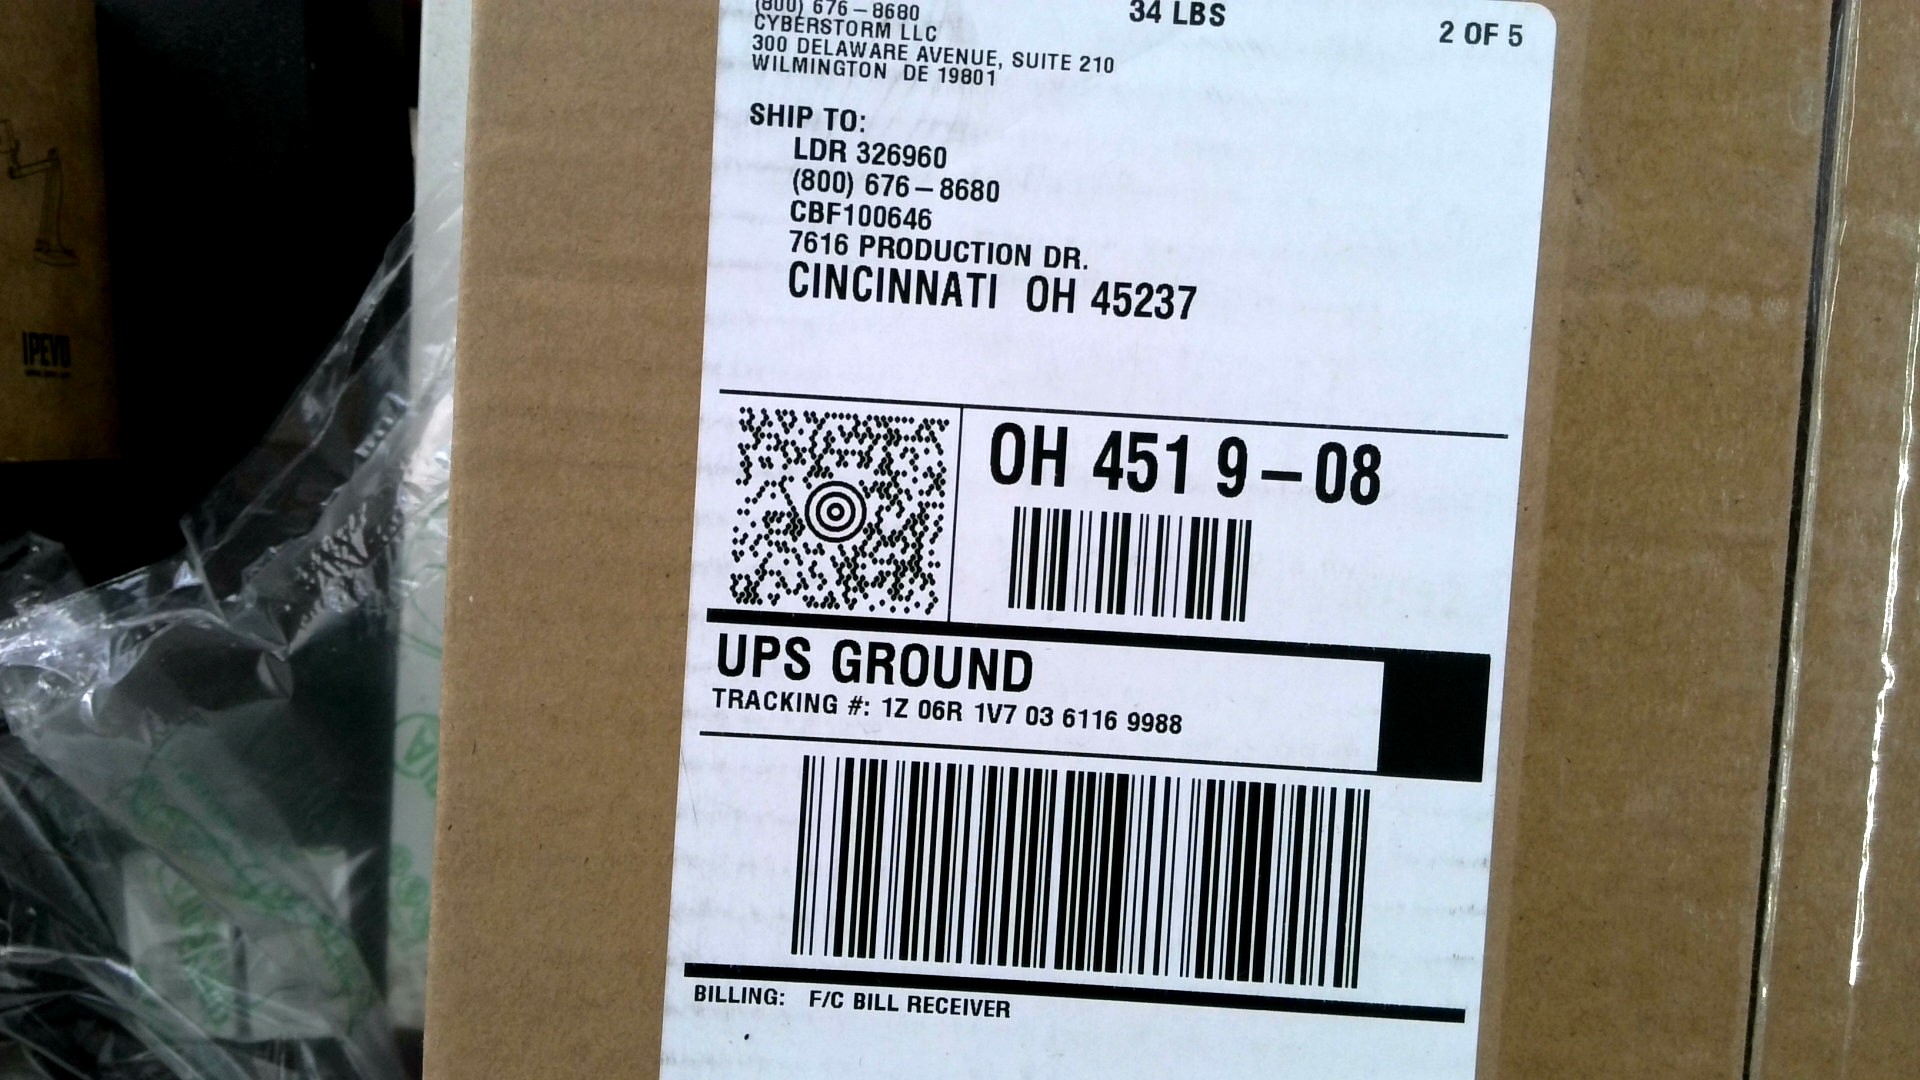 (800) 676-8680
34 LBS
2 OF 5
CYBERSTORM LLC
300 DELAWARE AVENUE, SUITE 210
WILMINGTON DE 19801
SHIP TO:
LDR 326960
(800) 676-8680
CBF100646
7616 PRODUCTION DR.
CINCINNATI OH 45237
OH 451 9-08
UPS GROUND
TRACKING #: 1Z 06R 1V7 03 6116 9988
BILLING: F/C BILL RECEIVER
IPEVO